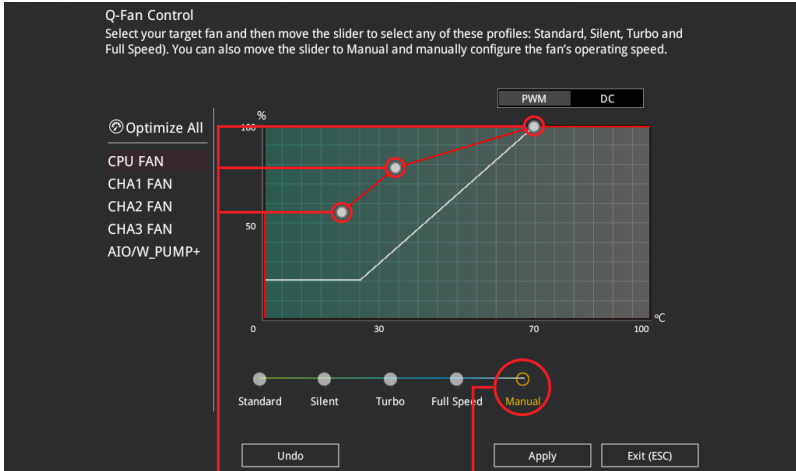 Q-Fan Control
Select your target fan and then move the slider to select any of these profiles: Standard, Silent, Turbo and
Full Speed). You can also move the slider to Manual and manually configure the fan's operating speed.
PWM DC
%
Optimize All
100
CPU FAN
CHA1 FAN
CHA2 FAN
50
CHA3 FAN
AIO/W_PUMP+
ºC
0 30 70 100
Standard Silent Turbo Full Speed Manual
Undo Apply Exit (ESC)